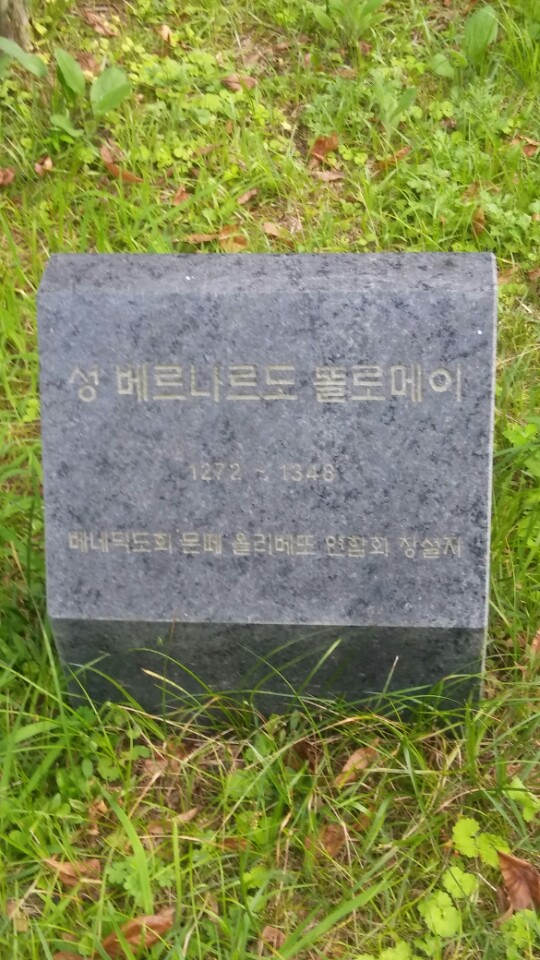 성 베르나르도 똘로메이
1272 - 1348
베네딕도회 몬떼 올리베또 연합회 창설자